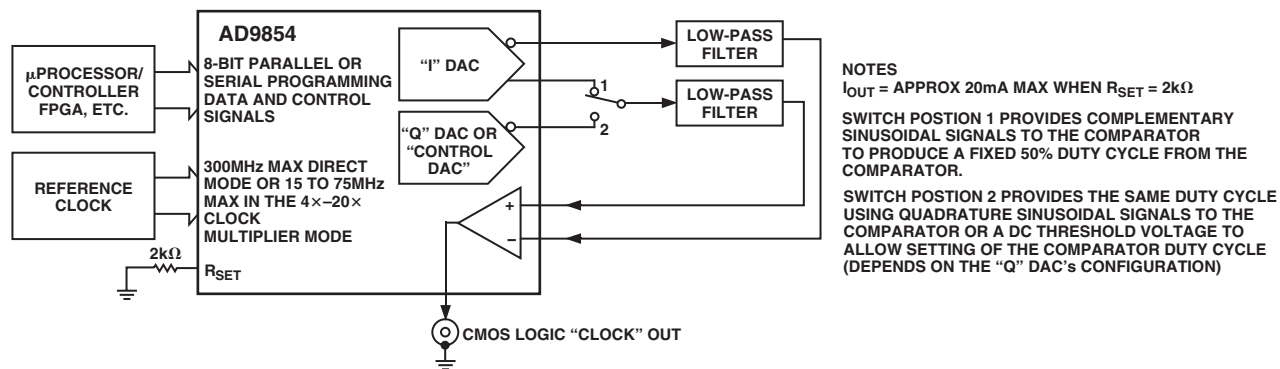 AD9854
µPROCESSOR/
CONTROLLER
FPGA, ETC.
8-BIT PARALLEL OR
SERIAL PROGRAMMING
DATA AND CONTROL
SIGNALS
REFERENCE
CLOCK
300MHz MAX DIRECT
MODE OR 15 TO 75MHz
MAX IN THE 4×–20×
CLOCK
MULTIPLIER MODE
2kΩ
RSET
“I” DAC
“Q” DAC OR
“CONTROL
DAC”
1
2
+
–
LOW-PASS
FILTER
LOW-PASS
FILTER
CMOS LOGIC “CLOCK” OUT
NOTES
IOUT = APPROX 20mA MAX WHEN RSET = 2kΩ
SWITCH POSTION 1 PROVIDES COMPLEMENTARY
SINUSOIDAL SIGNALS TO THE COMPARATOR
TO PRODUCE A FIXED 50% DUTY CYCLE FROM THE
COMPARATOR.
SWITCH POSTION 2 PROVIDES THE SAME DUTY CYCLE
USING QUADRATURE SINUSOIDAL SIGNALS TO THE
COMPARATOR OR A DC THRESHOLD VOLTAGE TO
ALLOW SETTING OF THE COMPARATOR DUTY CYCLE
(DEPENDS ON THE “Q” DAC's CONFIGURATION)